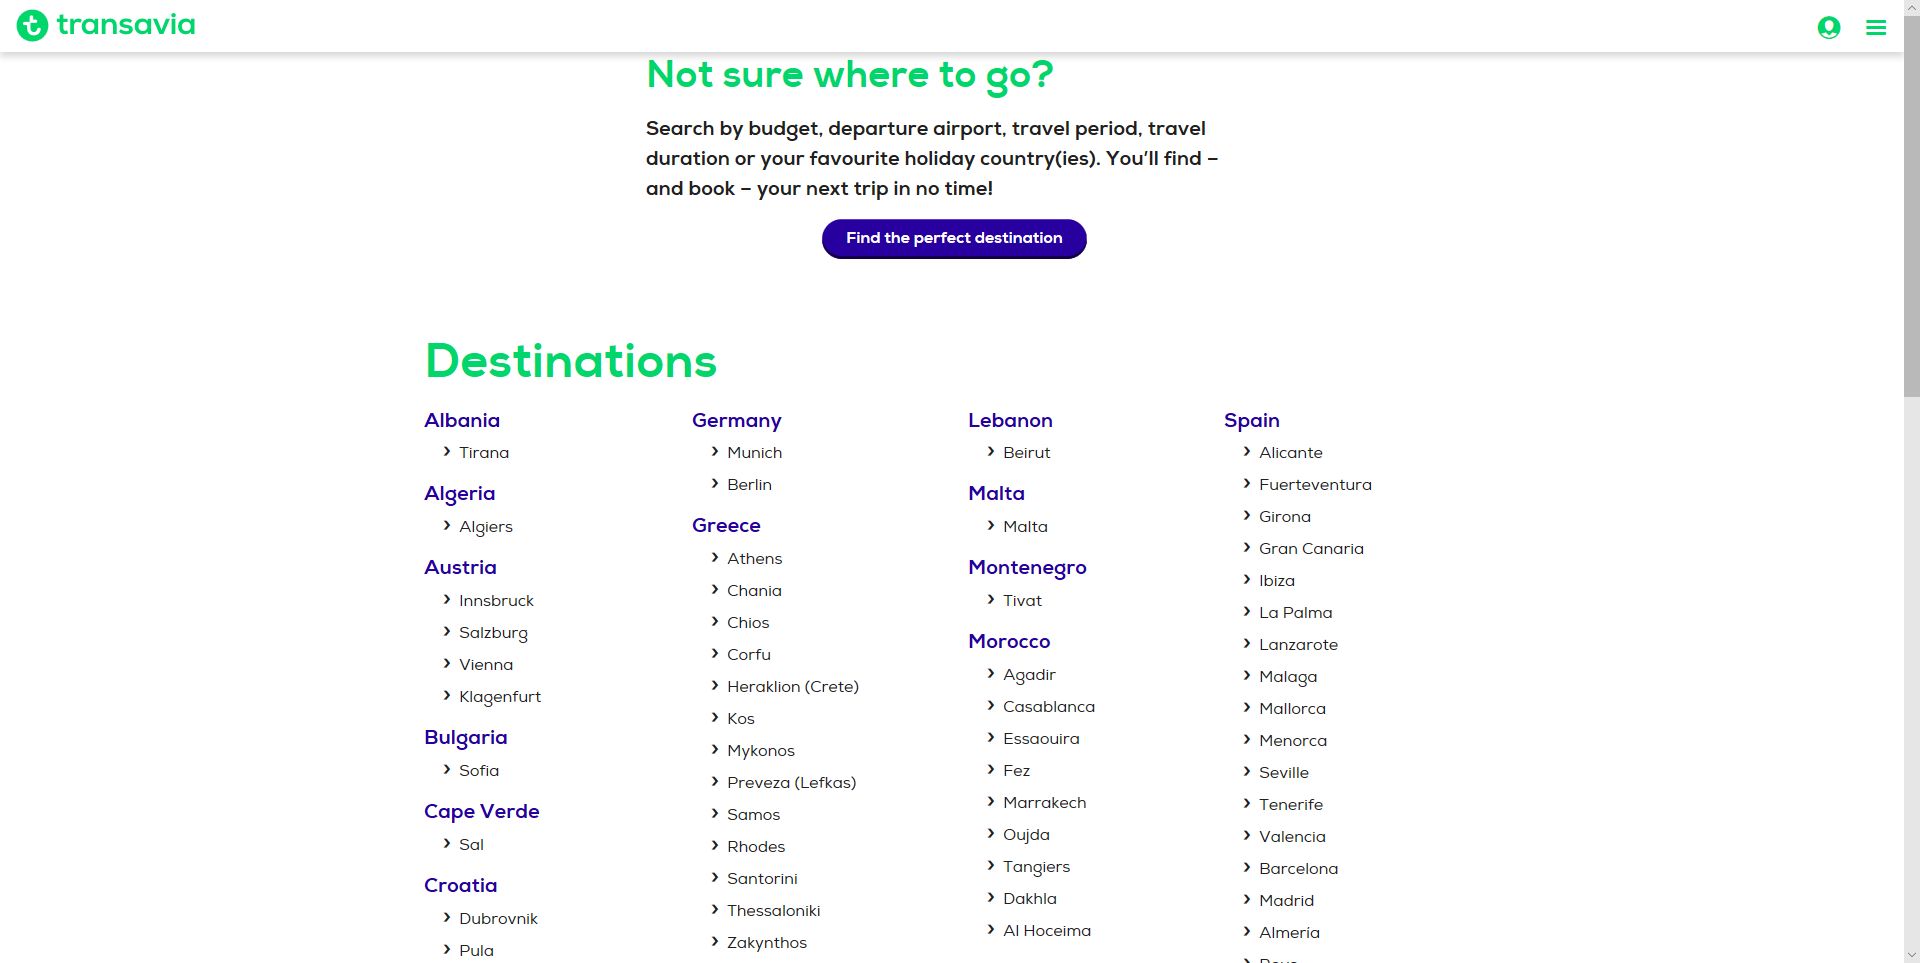 transavia
Not sure where to go?
Search by budget, departure airport, travel period, travel
duration or your favourite holiday country(ies). You'll find –
and book – your next trip in no time!
Find the perfect destination
Destinations
Albania
Tirana
Algeria
Algiers
Austria
Innsbruck
Salzburg
Vienna
Klagenfurt
Bulgaria
Sofia
Cape Verde
Sal
Croatia
Dubrovnik
Pula
Germany
Munich
Berlin
Greece
Athens
Chania
Chios
Corfu
Heraklion (Crete)
Kos
Mykonos
Preveza (Lefkas)
Samos
Rhodes
Santorini
Thessaloniki
Zakynthos
Lebanon
Beirut
Malta
Malta
Montenegro
Tivat
Morocco
Agadir
Casablanca
Essaouira
Fez
Marrakech
Oujda
Tangiers
Dakhla
Al Hoceima
Spain
Alicante
Fuerteventura
Girona
Gran Canaria
Ibiza
La Palma
Lanzarote
Malaga
Mallorca
Menorca
Seville
Tenerife
Valencia
Barcelona
Madrid
Almería